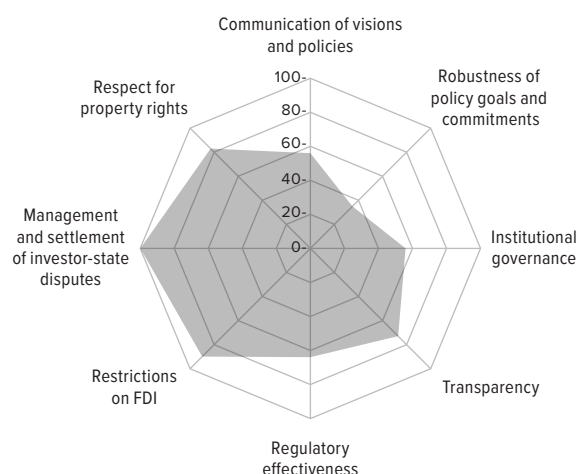 Communication of visions
and policies
Robustness of
policy goals and
commitments
Respect for
property rights
100-
80-
60-
40-
20-
0-
Management
and settlement
of investor-state
disputes
Institutional
governance
Restrictions
on FDI
Transparency
Regulatory
effectiveness